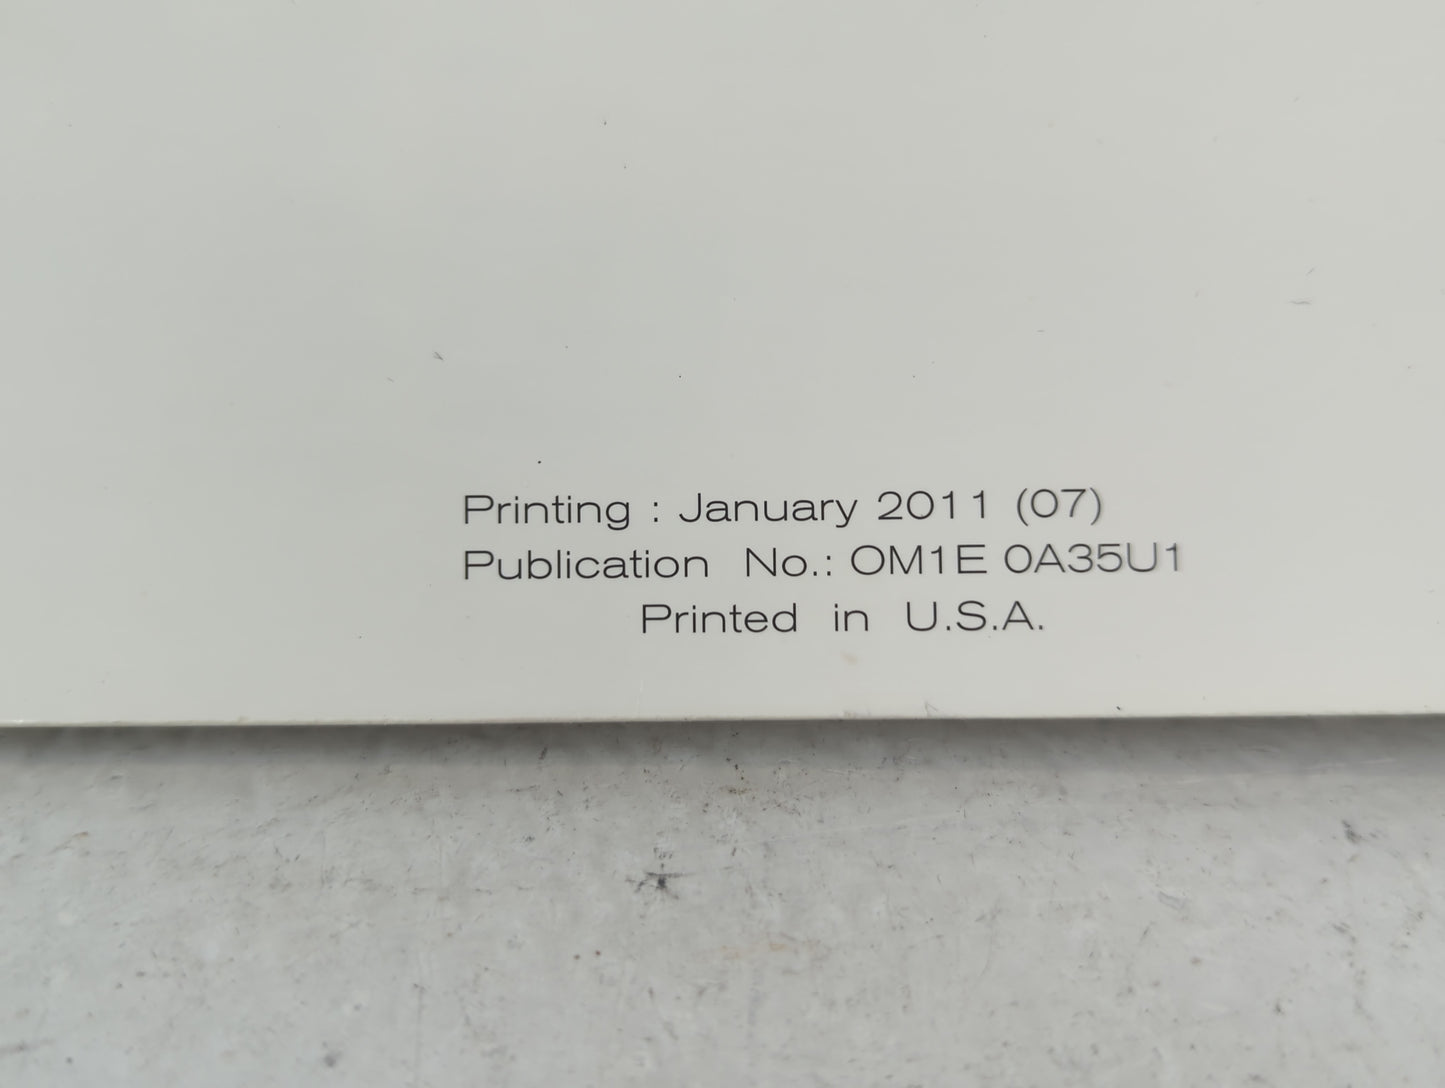 Printing : January 2011 (07)
Publication No.: OM1E 0A35U1
Printed in U.S.A.